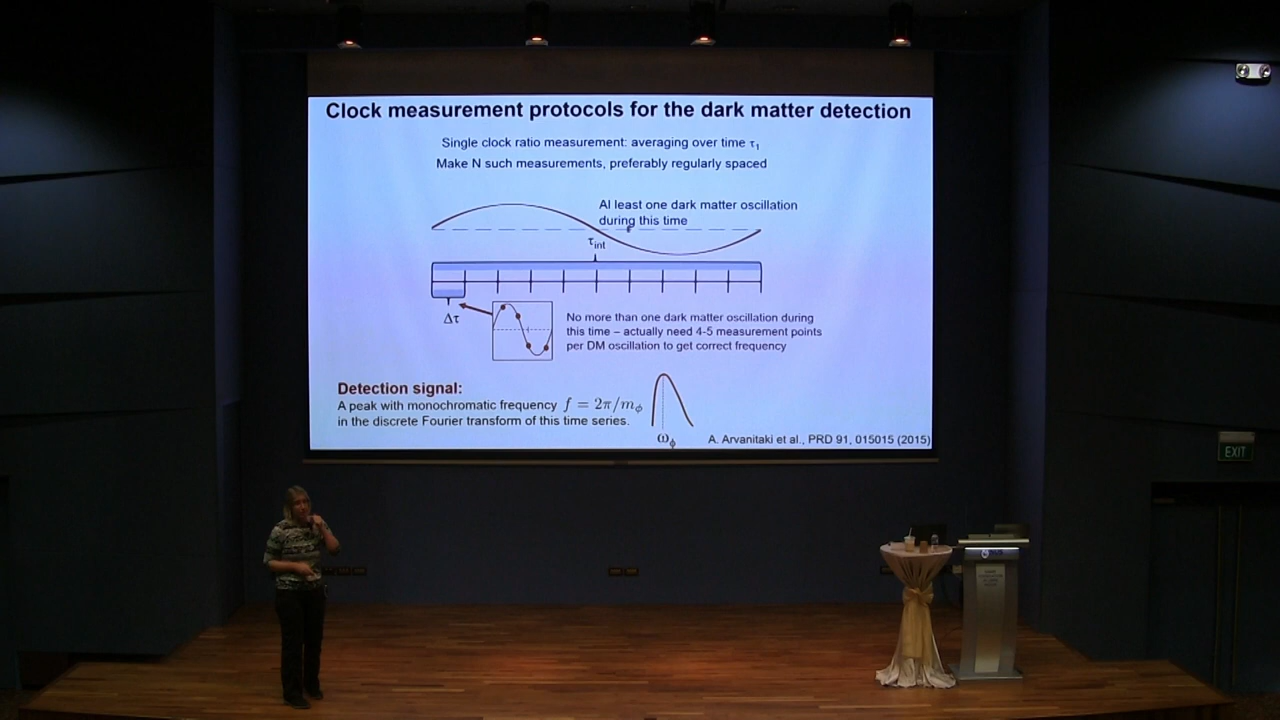 Clock measurement protocols for the dark matter detection
Single clock ratio measurement: averaging over time τ₁
Make N such measurements, preferably regularly spaced
Al least one dark matter oscillation
during this time
τint
Δτ
No more than one dark matter oscillation during
this time – actually need 4-5 measurement points
per DM oscillation to get correct frequency
Detection signal:
A peak with monochromatic frequency f = 2π/mϕ
in the discrete Fourier transform of this time series.
ωϕ
A. Arvanitaki et al., PRD 91, 015015 (2015)
EXIT